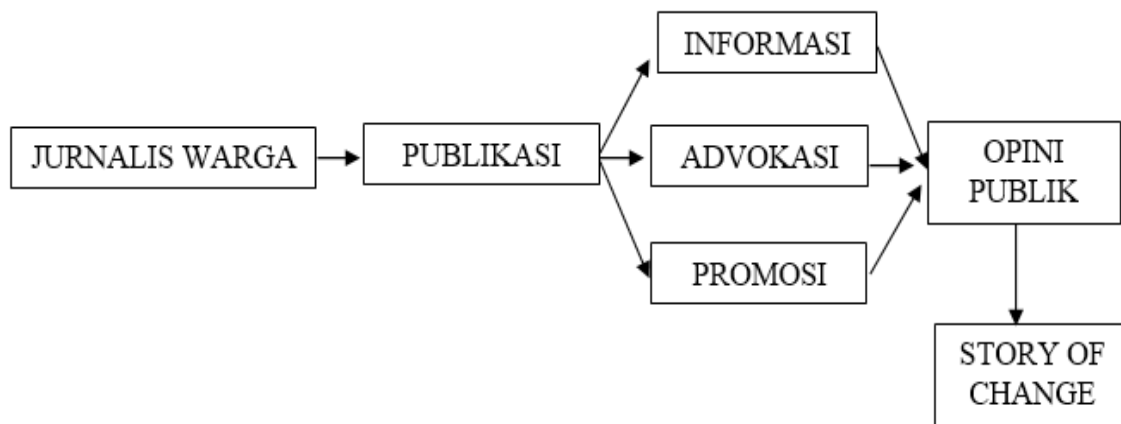 JURNALIS WARGA
PUBLIKASI
INFORMASI
ADVOKASI
PROMOSI
OPINI
PUBLIK
STORY OF
CHANGE